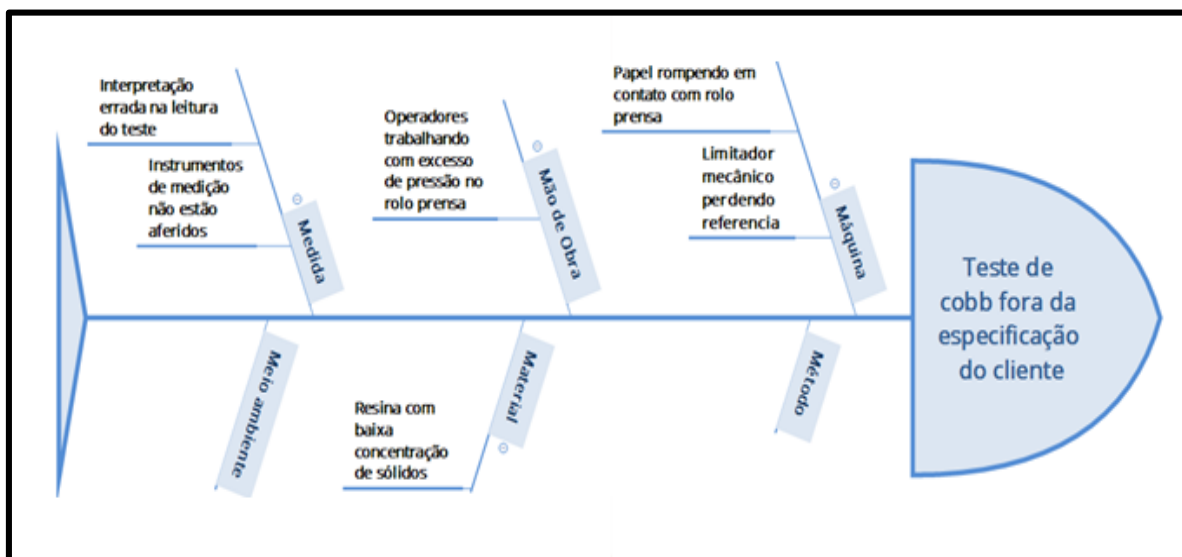 Interpretação
errada na leitura
do teste
Instrumentos
de medição
não estão
aferidos
Medida
Operadores
trabalhando
com excesso
de pressão no
rolo prensa
Mão de Obra
Papel rompendo em
contato com rolo
prensa
Limitador
mecânico
perdendo
referencia
Máquina
Teste de
cobb fora da
especificação
do cliente
Meio ambiente
Resina com
baixa
concentração
de sólidos
Material
Método